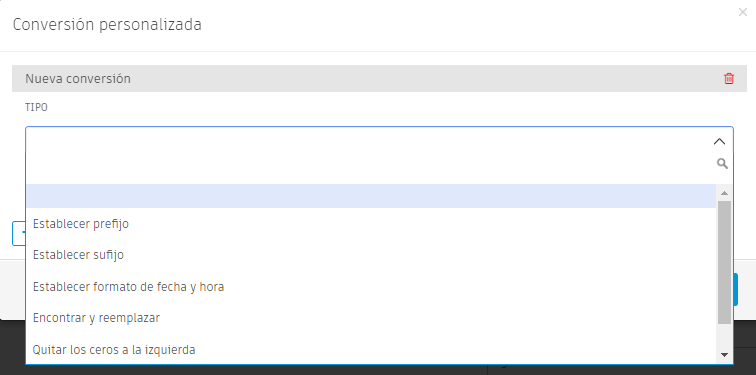 Conversión personalizada
Nueva conversión
TIPO
Establecer prefijo
Establecer sufijo
Establecer formato de fecha y hora
Encontrar y reemplazar
Quitar los ceros a la izquierda